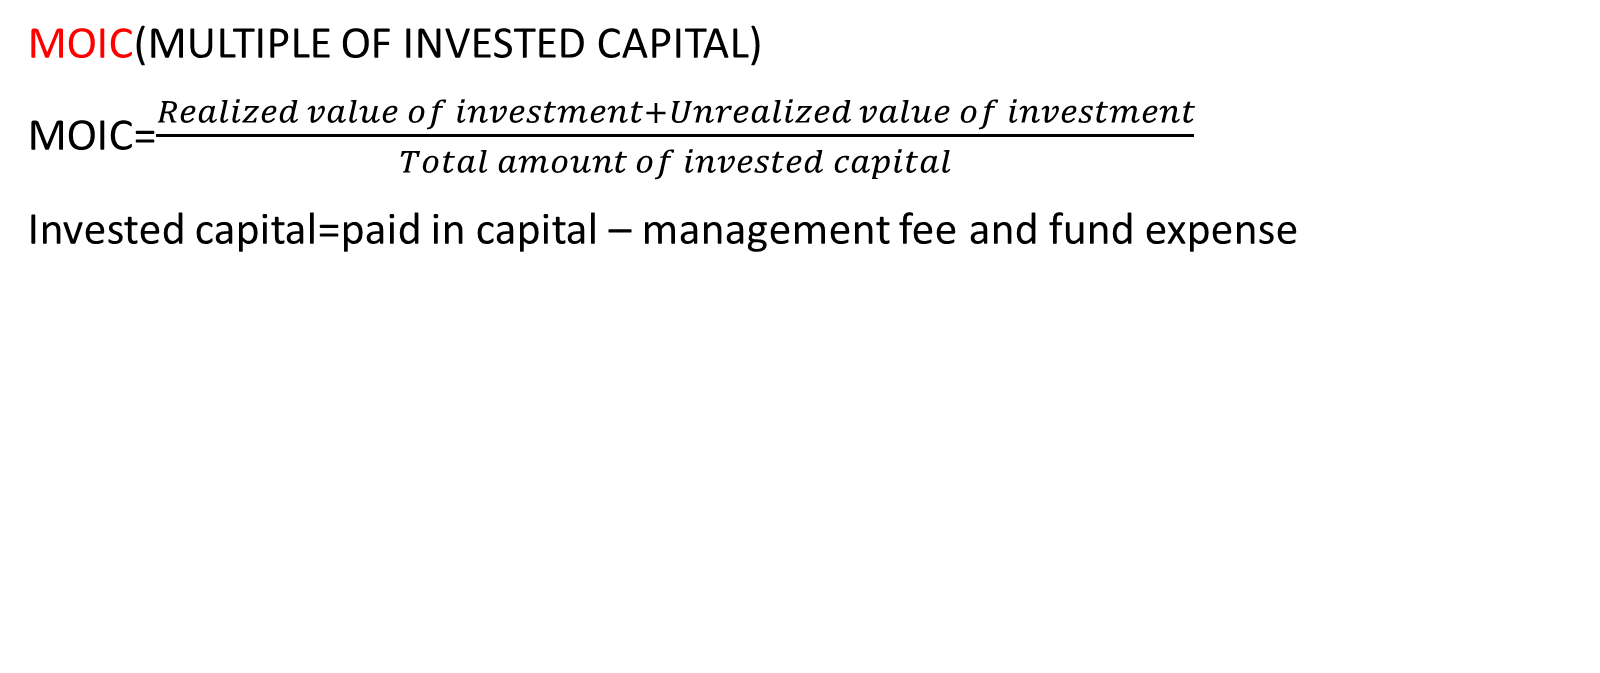 MOIC(MULTIPLE OF INVESTED CAPITAL)
MOIC=
Realized value of investment+Unrealized value of investment
Total amount of invested capital
Invested capital=paid in capital – management fee and fund expense